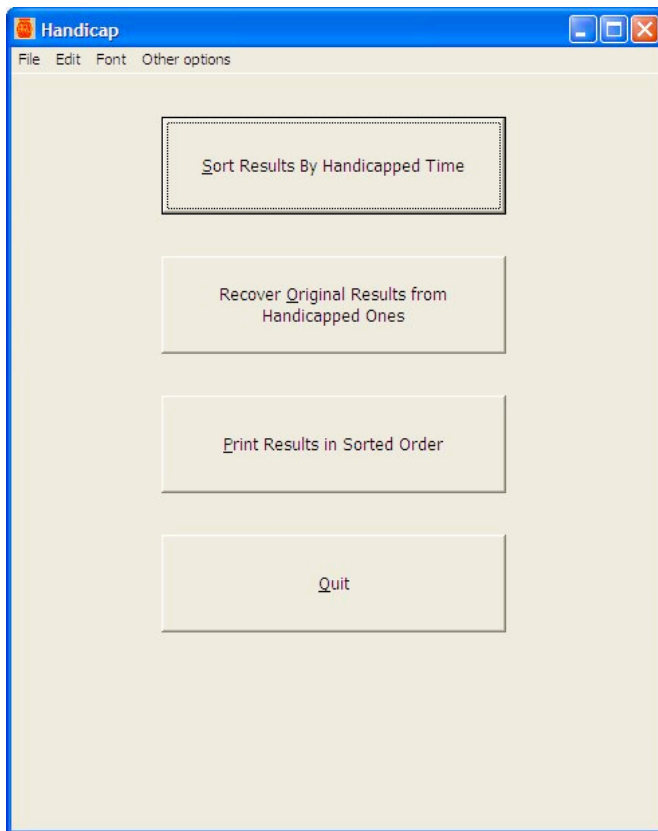 Handicap
File Edit Font Other options
Sort Results By Handicapped Time
Recover Original Results from
Handicapped Ones
Print Results in Sorted Order
Quit